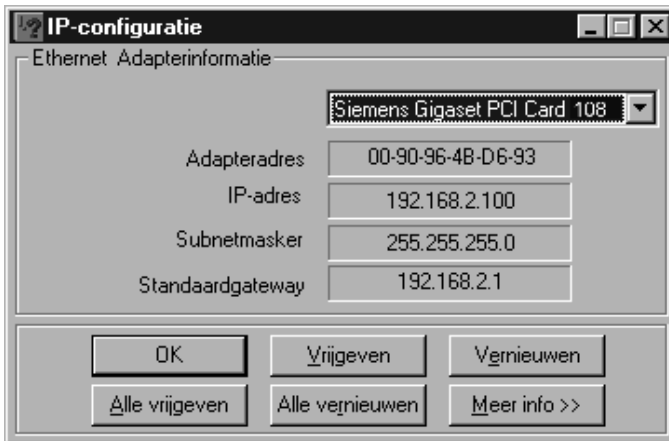 IP-configuratie
Ethernet Adapterinformatie
Siemens Gigaset PCI Card 108
Adapteradres 00-90-96-4B-D6-93
IP-adres 192.168.2.100
Subnetmasker 255.255.255.0
Standaardgateway 192.168.2.1
OK Vrijgeven Vernieuwen
Alle vrijgeven Alle vernieuwen Meer info >>